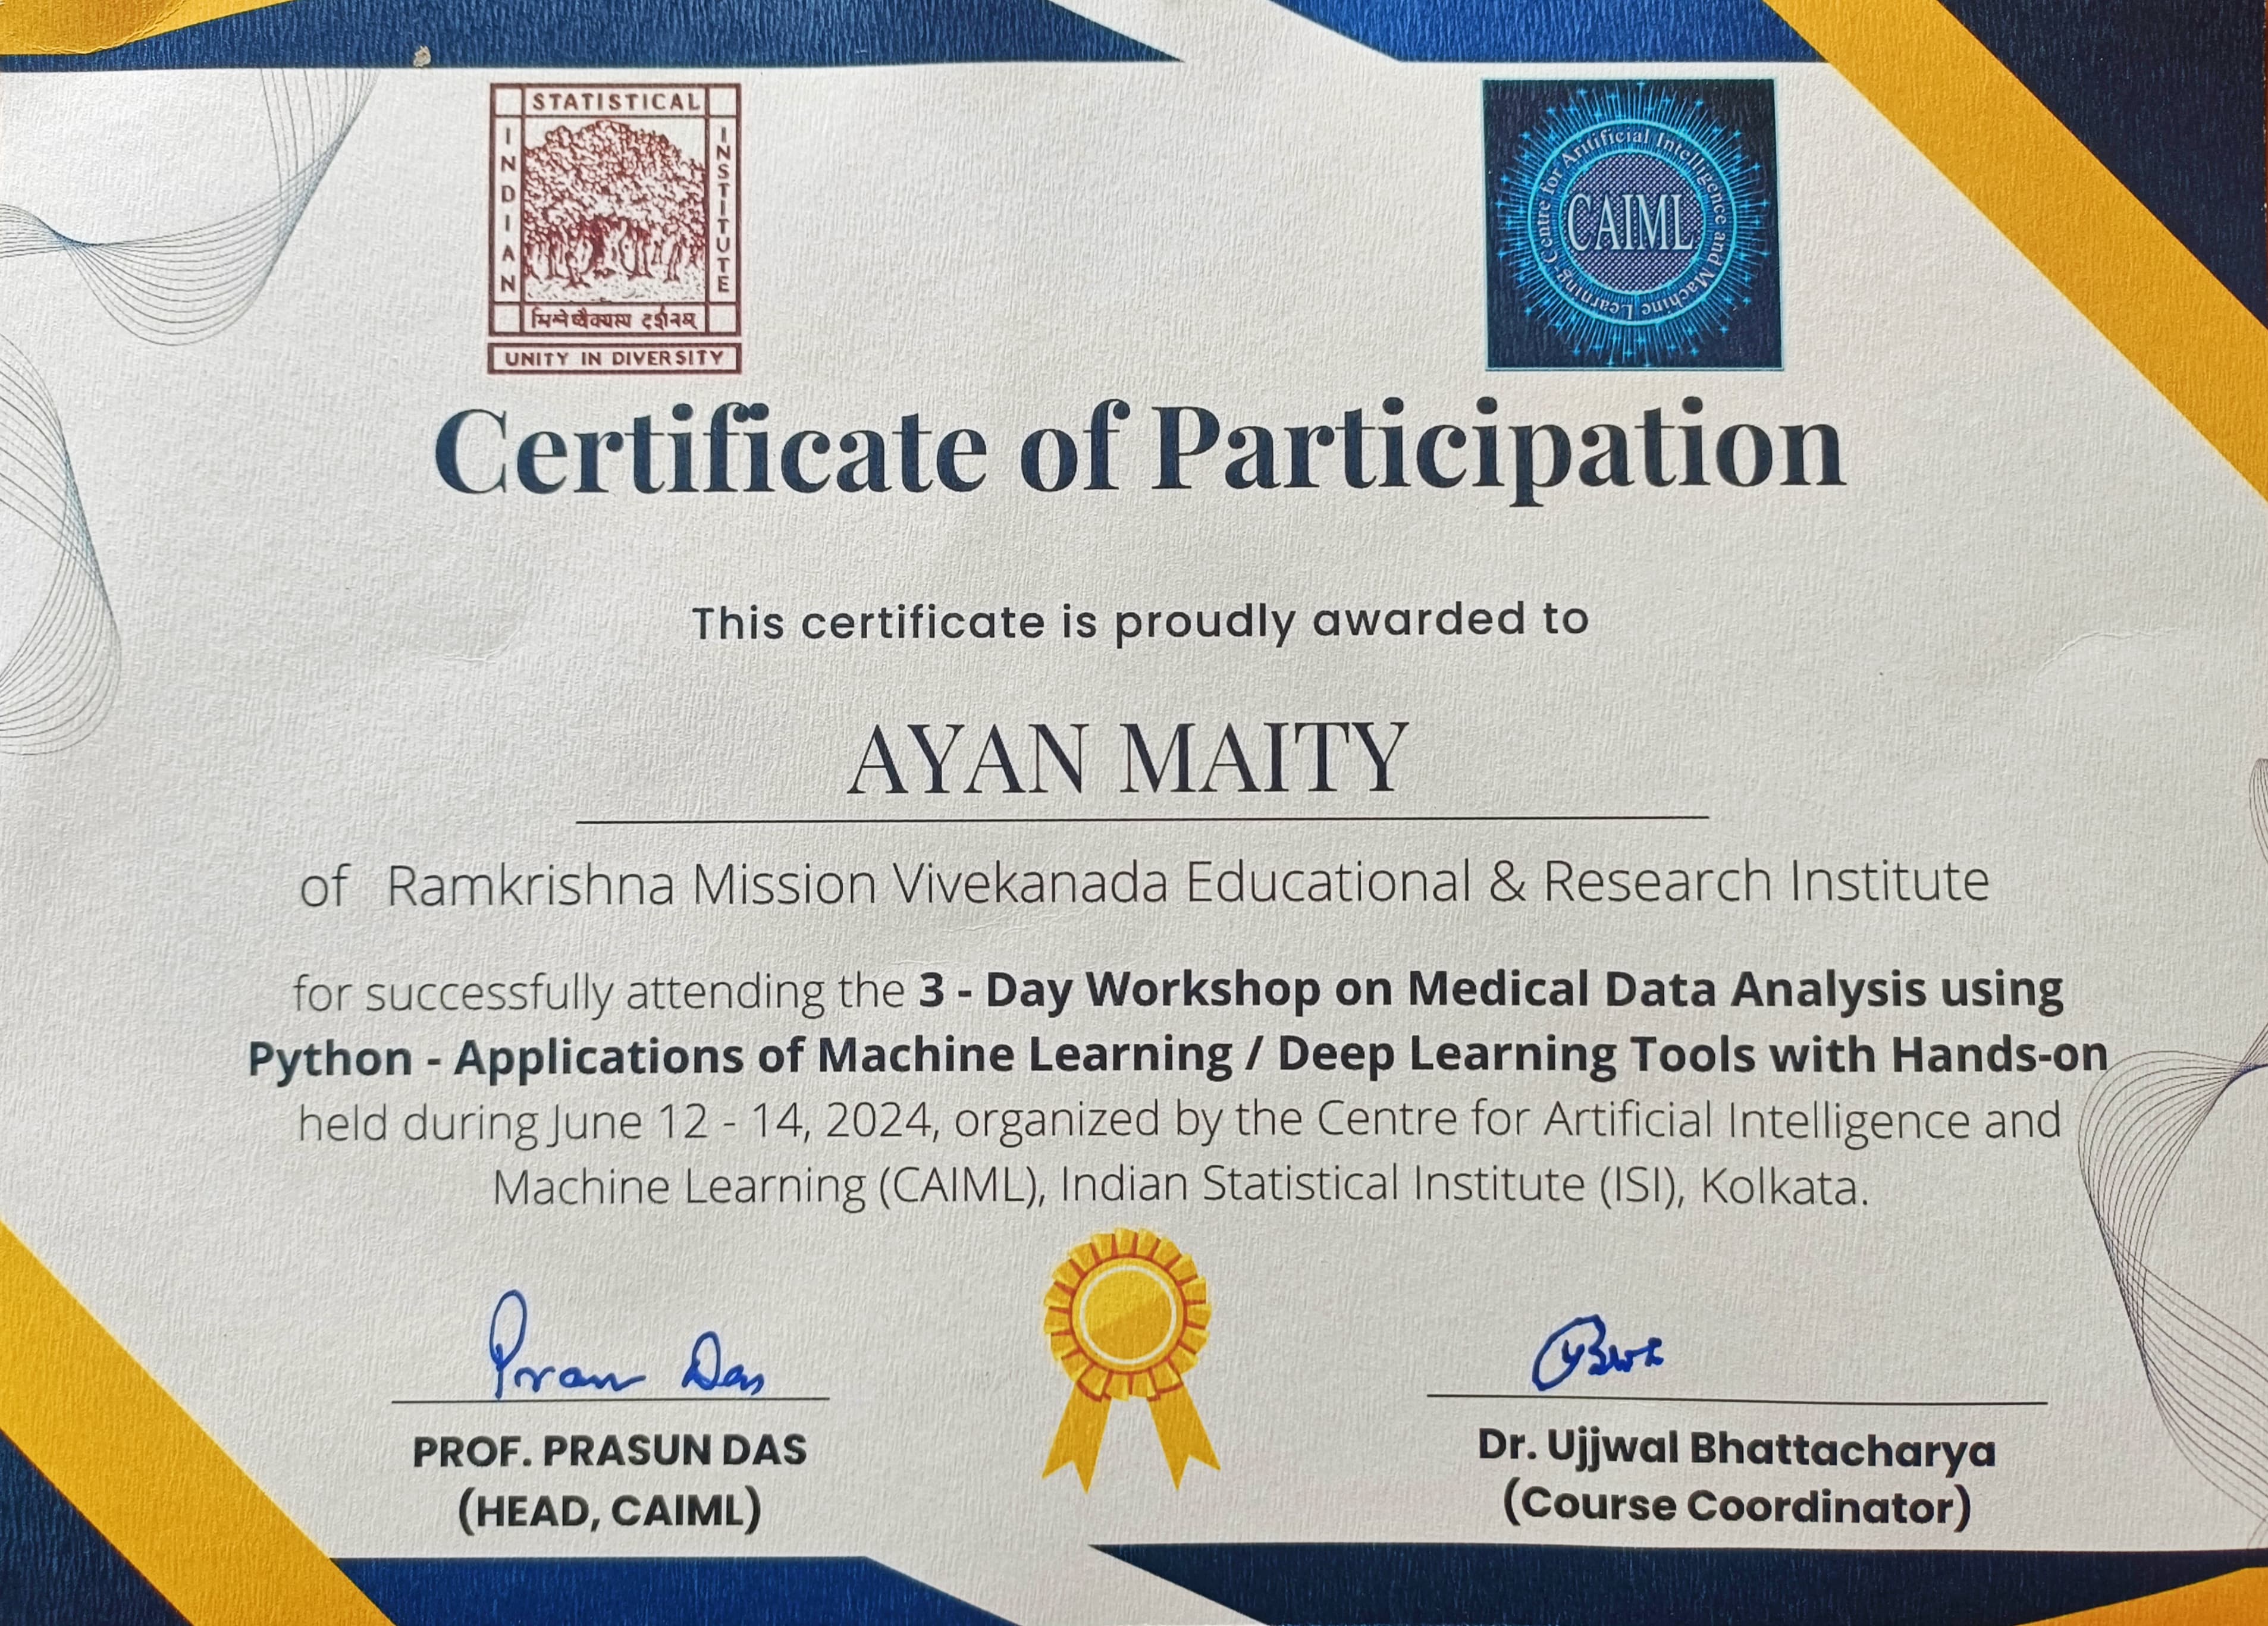 STATISTICAL
INDIAN
INSTITUTE
भिन्नेष्वैक्यस्य दर्शनम्
UNITY IN DIVERSITY
Centre for Artificial Intelligence and Machine Learning
CAIML
Certificate of Participation
This certificate is proudly awarded to
AYAN MAITY
of Ramkrishna Mission Vivekanada Educational & Research Institute
for successfully attending the 3 - Day Workshop on Medical Data Analysis using
Python - Applications of Machine Learning / Deep Learning Tools with Hands-on
held during June 12 - 14, 2024, organized by the Centre for Artificial Intelligence and
Machine Learning (CAIML), Indian Statistical Institute (ISI), Kolkata.
PROF. PRASUN DAS
(HEAD, CAIML)
Dr. Ujjwal Bhattacharya
(Course Coordinator)